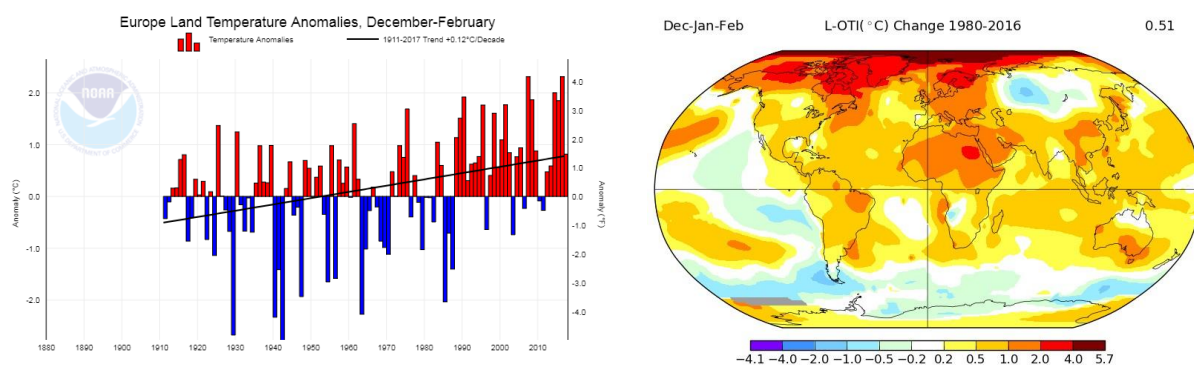 Europe Land Temperature Anomalies, December-February
Temperature Anomalies
1911-2017 Trend +0.12°C/Decade
NOAA
2.0
1.0
0.0
-1.0
-2.0
Anomaly (°C)
4.0
3.0
2.0
1.0
0.0
-1.0
-2.0
-3.0
-4.0
Anomaly (°F)
1880 1890 1900 1910 1920 1930 1940 1950 1960 1970 1980 1990 2000 2010
Dec-Jan-Feb L-OTI(°C) Change 1980-2016 0.51
-4.1 -4.0 -2.0 -1.0 -0.5 -0.2 0.2 0.5 1.0 2.0 4.0 5.7